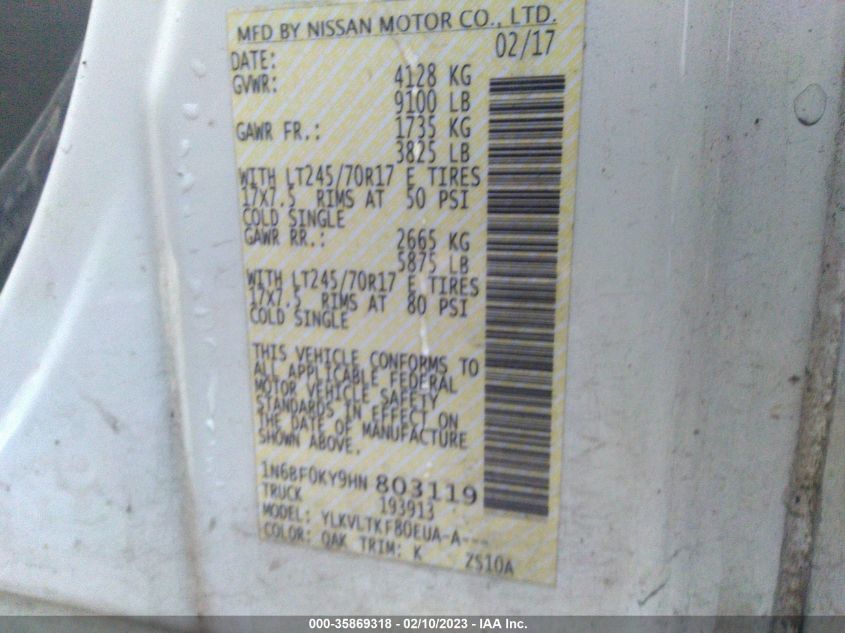 MFD BY NISSAN MOTOR CO., LTD.
DATE: 02/17
GVWR: 4128 KG
9100 LB
GAWR FR.: 1735 KG
3825 LB
WITH LT245/70R17 E TIRES
17X7.5 RIMS AT 50 PSI
COLD SINGLE
GAWR RR.: 2665 KG
5875 LB
WITH LT245/70R17 E TIRES
17X7.5 RIMS AT 80 PSI
COLD SINGLE
THIS VEHICLE CONFORMS TO
ALL APPLICABLE FEDERAL
MOTOR VEHICLE SAFETY
STANDARDS IN EFFECT ON
THE DATE OF MANUFACTURE
SHOWN ABOVE.
1N6BF0KY9HN 803119
TRUCK 193913
MODEL: YLKVLTKF80EUA-A---
COLOR: QAK TRIM: K ZS10A
000-35869318 - 02/10/2023 - IAA Inc.